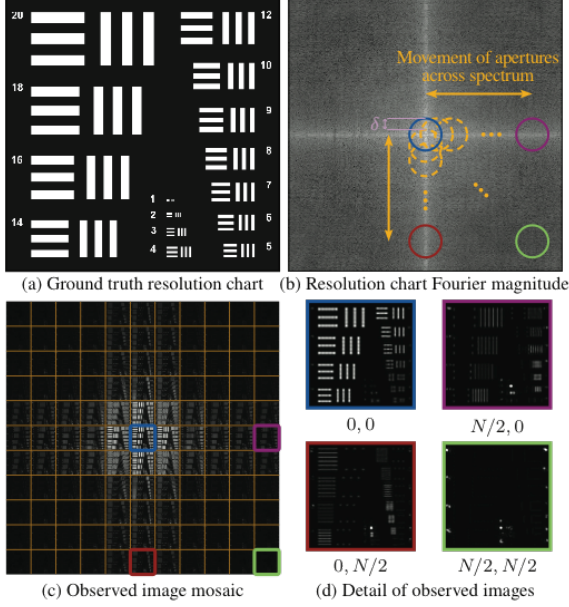 20
12
10
18
9
8
16
7
1
2
6
3
14
4
5
Movement of apertures
across spectrum
δ
(a) Ground truth resolution chart
(b) Resolution chart Fourier magnitude
0, 0
N/2, 0
0, N/2
N/2, N/2
(c) Observed image mosaic
(d) Detail of observed images